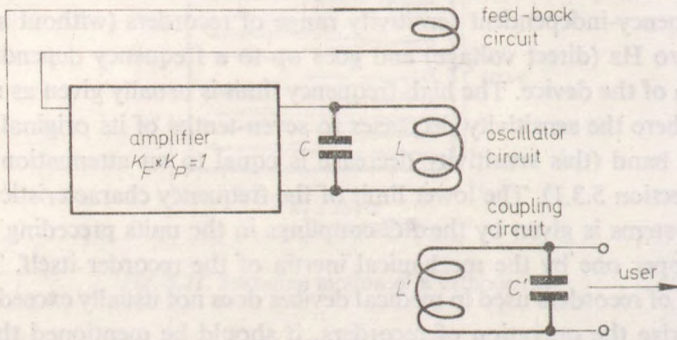 feed-back
circuit
amplifier
K_F × K_P = 1
C
L
oscillator
circuit
coupling
circuit
L'
C'
user